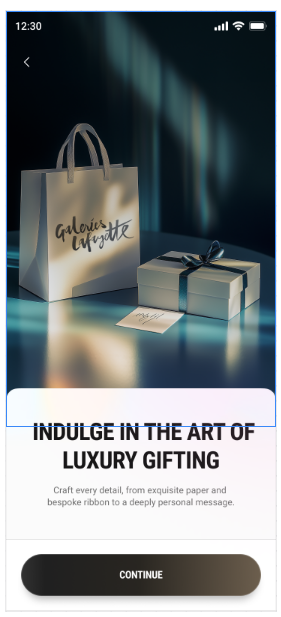 12:30
Galeries
Lafayette
INDULGE IN THE ART OF
LUXURY GIFTING
Craft every detail, from exquisite paper and
bespoke ribbon to a deeply personal message.
CONTINUE